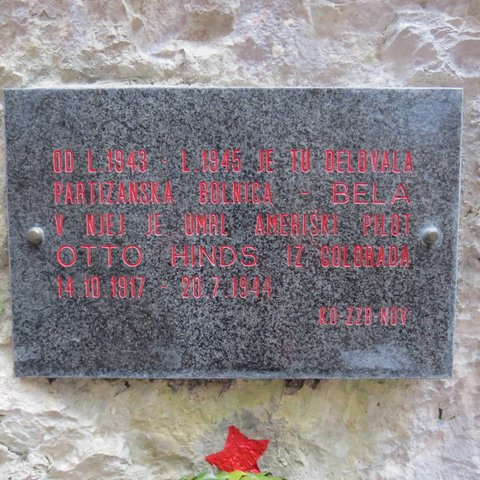 OD L.1943 - L.1945 JE TU DELOVALA
PARTIZANSKA BOLNICA - BELA
V NJEJ JE UMRL AMERIŠKI PILOT
OTTO HINDS IZ COLORADA
14.10.1917 - 20.7.1944
KO-ZZB NOV